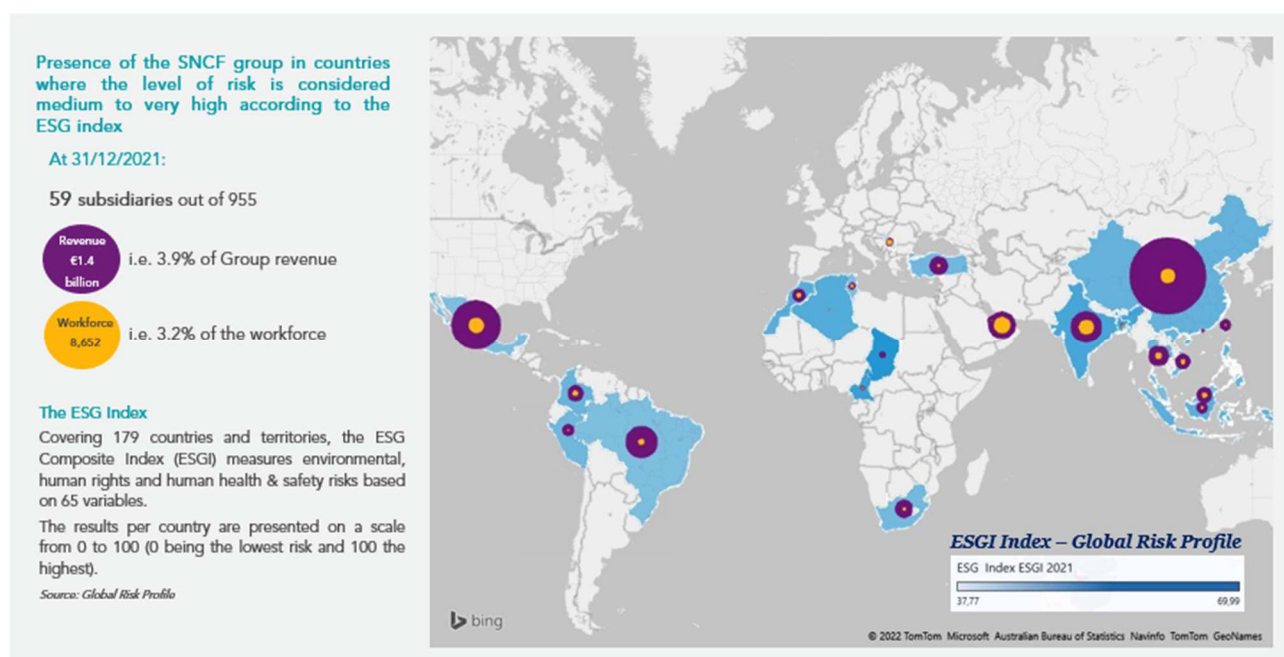 Presence of the SNCF group in countries
where the level of risk is considered
medium to very high according to the
ESG index
At 31/12/2021:
59 subsidiaries out of 955
Revenue
€1.4
billion
i.e. 3.9% of Group revenue
Workforce
8,652
i.e. 3.2% of the workforce
The ESG Index
Covering 179 countries and territories, the ESG
Composite Index (ESGI) measures environmental,
human rights and human health & safety risks based
on 65 variables.
The results per country are presented on a scale
from 0 to 100 (0 being the lowest risk and 100 the
highest).
Source: Global Risk Profile
ESGI Index – Global Risk Profile
ESG Index ESGI 2021
37,77
69,99
bing
© 2022 TomTom Microsoft Australian Bureau of Statistics Navinfo TomTom GeoNames